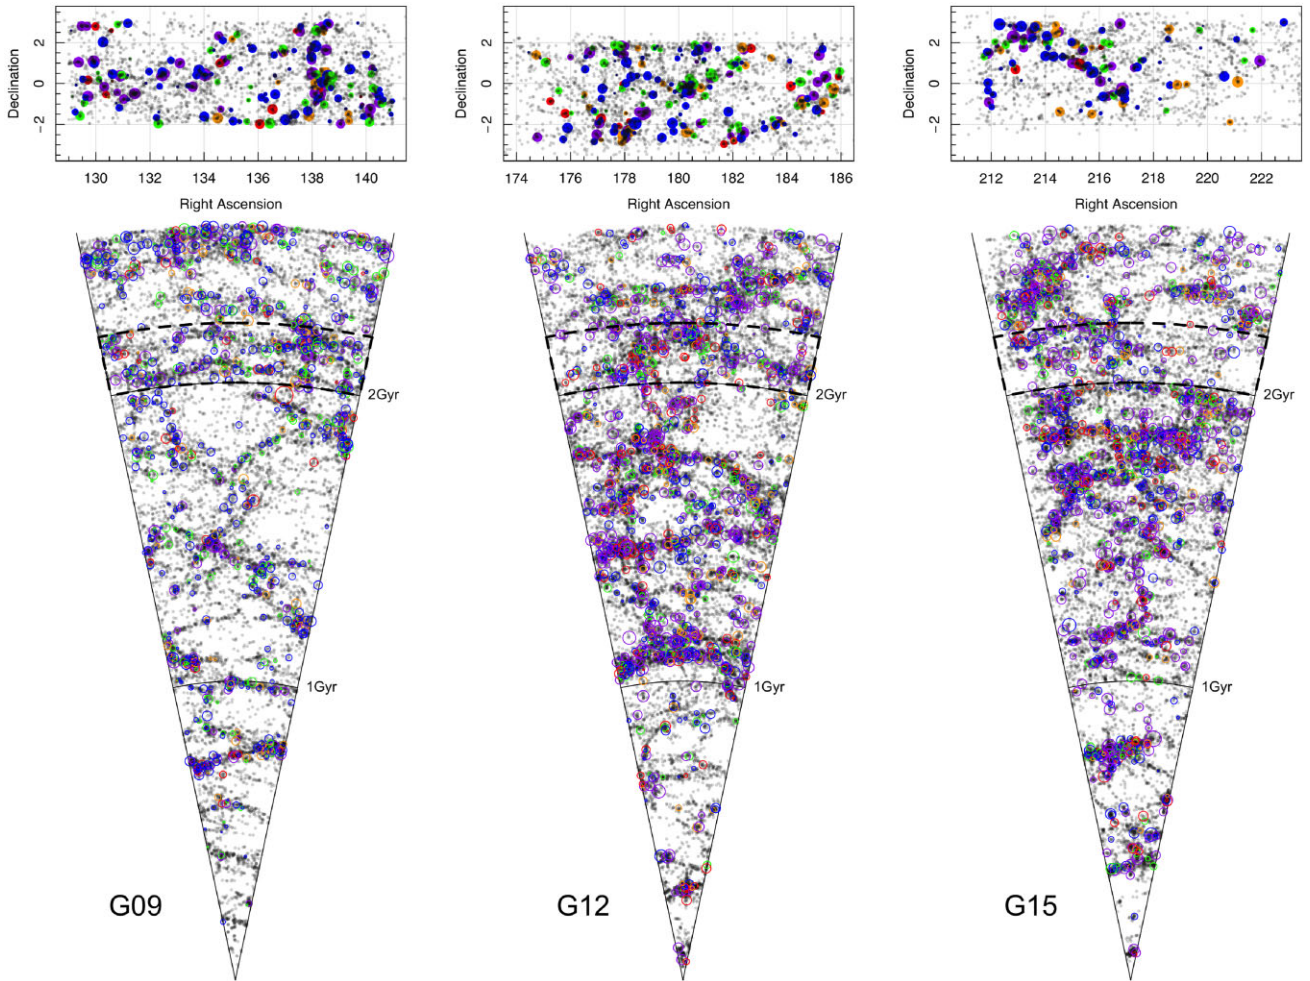 Declination
2
0
−2
130 132 134 136 138 140
Right Ascension
Declination
2
0
−2
174 176 178 180 182 184 186
Right Ascension
Declination
2
0
−2
212 214 216 218 220 222
Right Ascension
2Gyr
1Gyr
G09
2Gyr
1Gyr
G12
2Gyr
1Gyr
G15